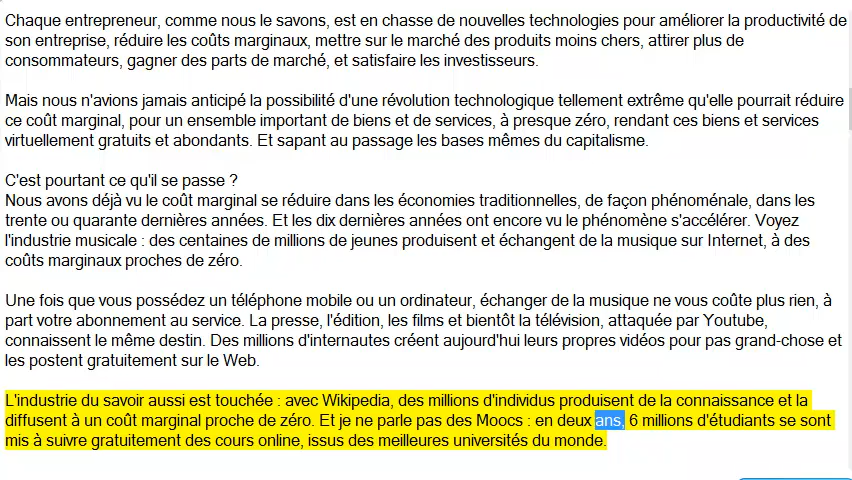 Chaque entrepreneur, comme nous le savons, est en chasse de nouvelles technologies pour améliorer la productivité de
son entreprise, réduire les coûts marginaux, mettre sur le marché des produits moins chers, attirer plus de
consommateurs, gagner des parts de marché, et satisfaire les investisseurs.
Mais nous n'avions jamais anticipé la possibilité d'une révolution technologique tellement extrême qu'elle pourrait réduire
ce coût marginal, pour un ensemble important de biens et de services, à presque zéro, rendant ces biens et services
virtuellement gratuits et abondants. Et sapant au passage les bases mêmes du capitalisme.
C'est pourtant ce qu'il se passe ?
Nous avons déjà vu le coût marginal se réduire dans les économies traditionnelles, de façon phénoménale, dans les
trente ou quarante dernières années. Et les dix dernières années ont encore vu le phénomène s'accélérer. Voyez
l'industrie musicale : des centaines de millions de jeunes produisent et échangent de la musique sur Internet, à des
coûts marginaux proches de zéro.
Une fois que vous possédez un téléphone mobile ou un ordinateur, échanger de la musique ne vous coûte plus rien, à
part votre abonnement au service. La presse, l'édition, les films et bientôt la télévision, attaquée par Youtube,
connaissent le même destin. Des millions d'internautes créent aujourd'hui leurs propres vidéos pour pas grand-chose et
les postent gratuitement sur le Web.
L'industrie du savoir aussi est touchée : avec Wikipedia, des millions d'individus produisent de la connaissance et la
diffusent à un coût marginal proche de zéro. Et je ne parle pas des Moocs : en deux ans, 6 millions d'étudiants se sont
mis à suivre gratuitement des cours online, issus des meilleures universités du monde.